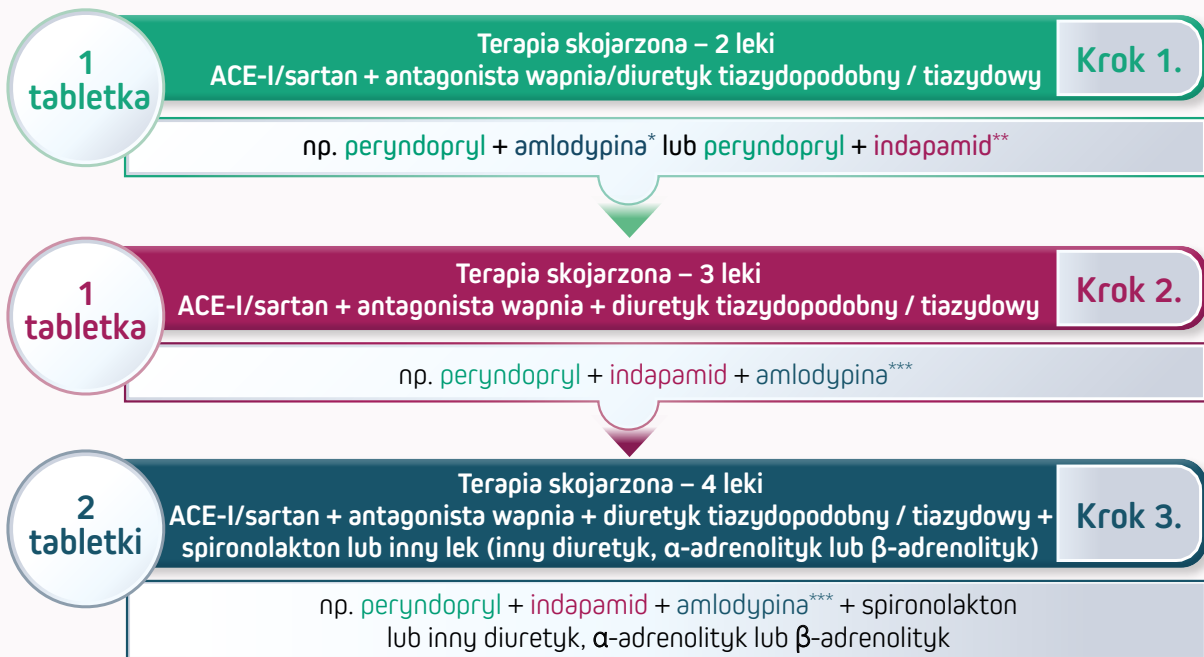 1
tabletka
Terapia skojarzona – 2 leki
ACE-I/sartan + antagonista wapnia/diuretyk tiazydopodobny / tiazydowy
Krok 1.
np. peryndopryl + amlodypina* lub peryndopryl + indapamid**
1
tabletka
Terapia skojarzona – 3 leki
ACE-I/sartan + antagonista wapnia + diuretyk tiazydopodobny / tiazydowy
Krok 2.
np. peryndopryl + indapamid + amlodypina***
2
tabletki
Terapia skojarzona – 4 leki
ACE-I/sartan + antagonista wapnia + diuretyk tiazydopodobny / tiazydowy +
spironolakton lub inny lek (inny diuretyk, α-adrenolityk lub β-adrenolityk)
Krok 3.
np. peryndopryl + indapamid + amlodypina*** + spironolakton
lub inny diuretyk, α-adrenolityk lub β-adrenolityk